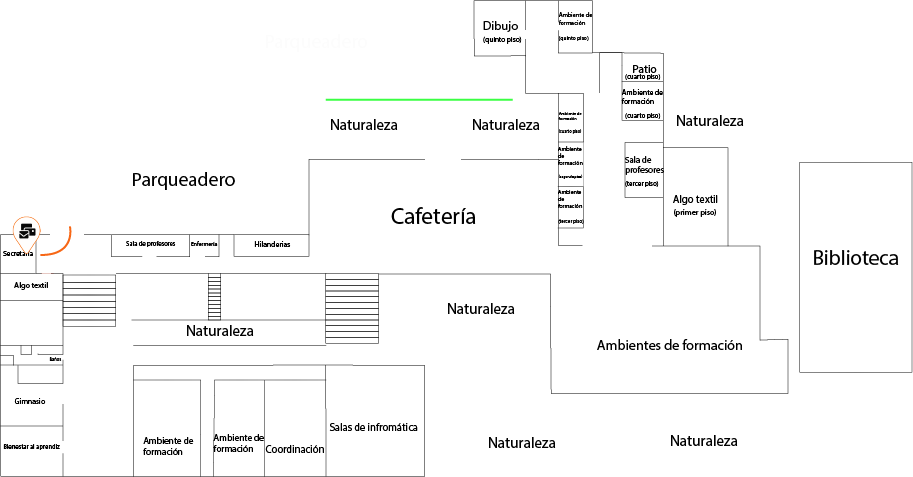 Dibujo
(quinto piso)
Ambiente de
formación
(quinto piso)
Parqueadero
Patio
(cuarto piso)
Ambiente de
formación
(cuarto piso)
Naturaleza
Naturaleza
Ambiente de
formación
(cuarto piso)
Naturaleza
Ambiente
de
formación
Sala de
profesores
(tercer piso)
Parqueadero
Ambiente
de
formación
(tercer piso)
Algo textil
(primer piso)
Cafetería
Secretaría
Sala de profesores
Enfermería
Hilanderias
Biblioteca
Algo textil
Naturaleza
Naturaleza
Ambientes de formación
Baños
Gimnasio
Bienestar al aprendiz
Ambiente de
formación
Ambiente de
formación
Coordinación
Salas de infromática
Naturaleza
Naturaleza